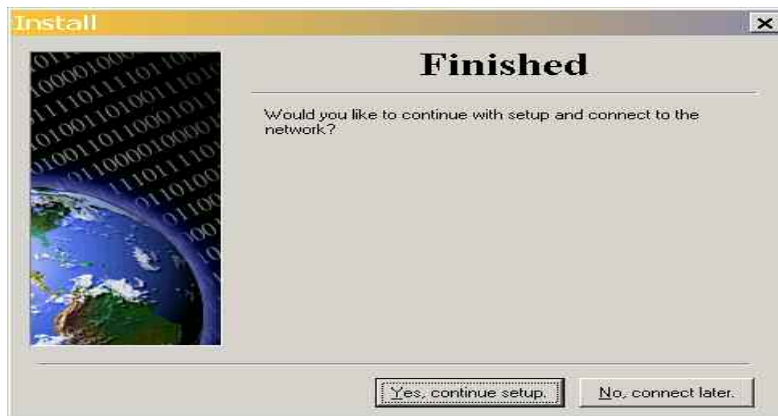 Install
Finished
Would you like to continue with setup and connect to the
network?
Yes, continue setup.
No, connect later.